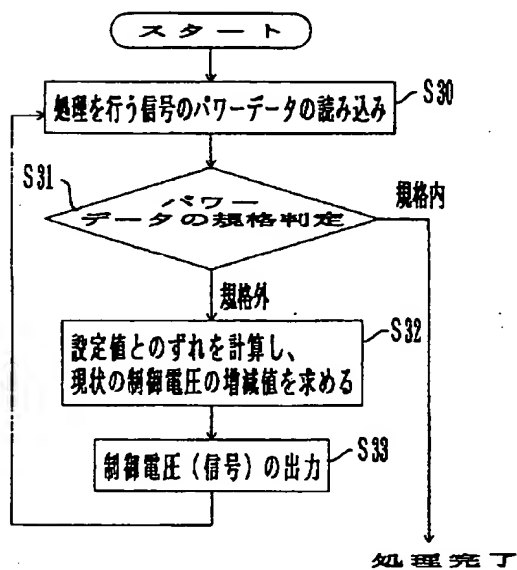 スタート
処理を行う信号のパワーデータの読み込み
S30
S31
パワー
データの規格判定
規格内
規格外
設定値とのずれを計算し、
現状の制御電圧の増減値を求める
S32
制御電圧（信号）の出力
S33
処理完了